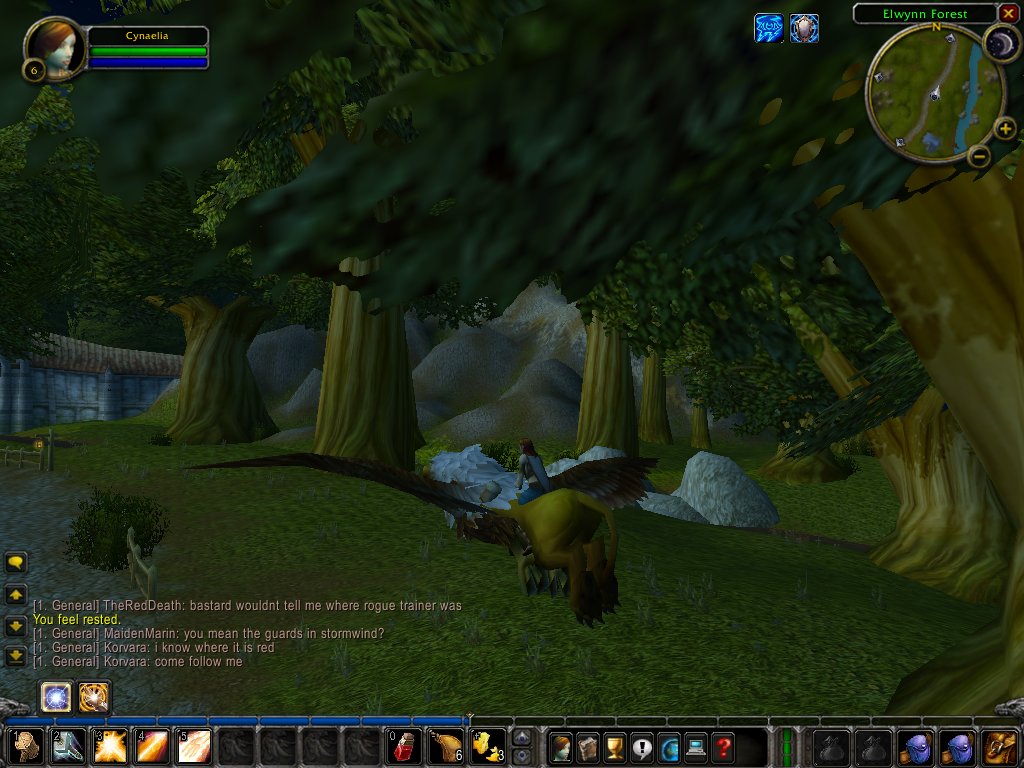 Cynaelia
6
Elwynn Forest
N
[1. General] TheRedDeath: bastard wouldnt tell me where rogue trainer was
You feel rested.
[1. General] MaidenMarin: you mean the guards in stormwind?
[1. General] Korvara: i know where it is red
[1. General] Korvara: come follow me
1 2 3 4 5 0 6 3